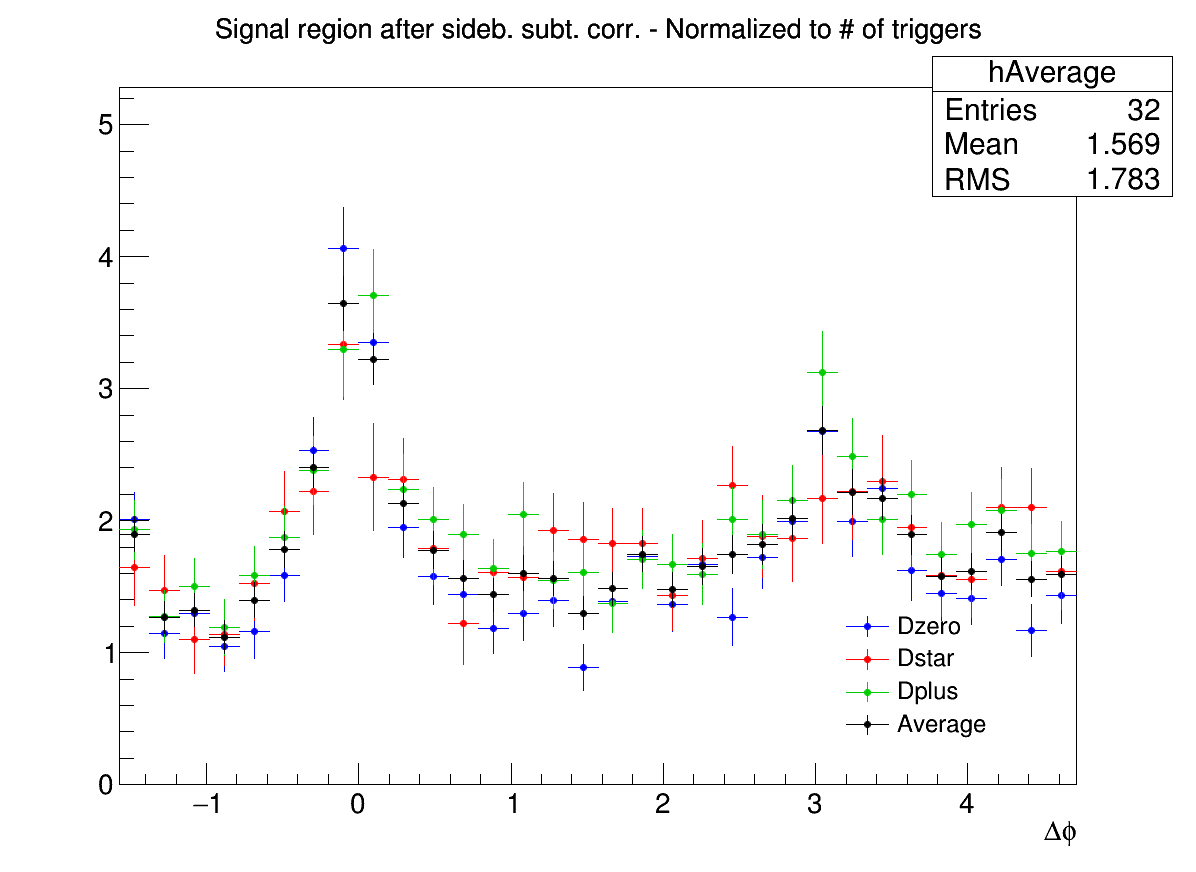 Signal region after sideb. subt. corr. - Normalized to # of triggers
hAverage
Entries 32
Mean 1.569
RMS 1.783
5
4
3
2
1
0
Dzero
Dstar
Dplus
Average
−1 0 1 2 3 4
Δϕ